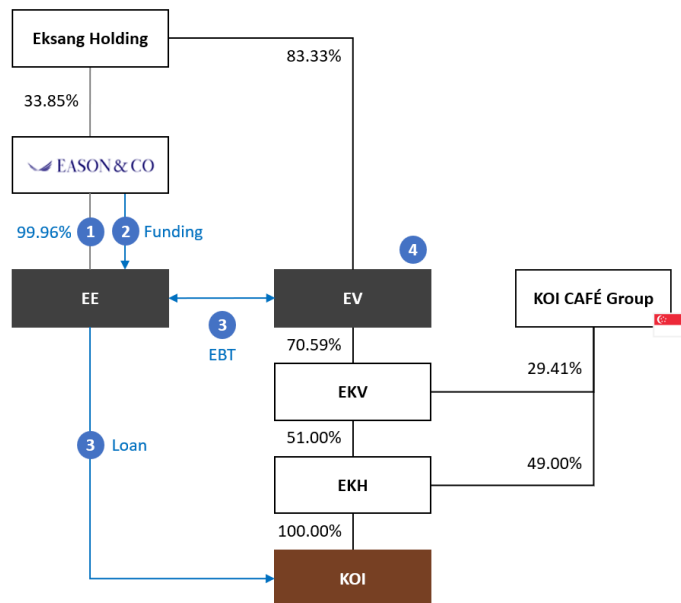 Eksang Holding
83.33%
33.85%
EASON & CO
99.96%
1
2
Funding
4
EE
EV
KOI CAFÉ Group
3
EBT
70.59%
29.41%
EKV
51.00%
3
Loan
49.00%
EKH
100.00%
KOI